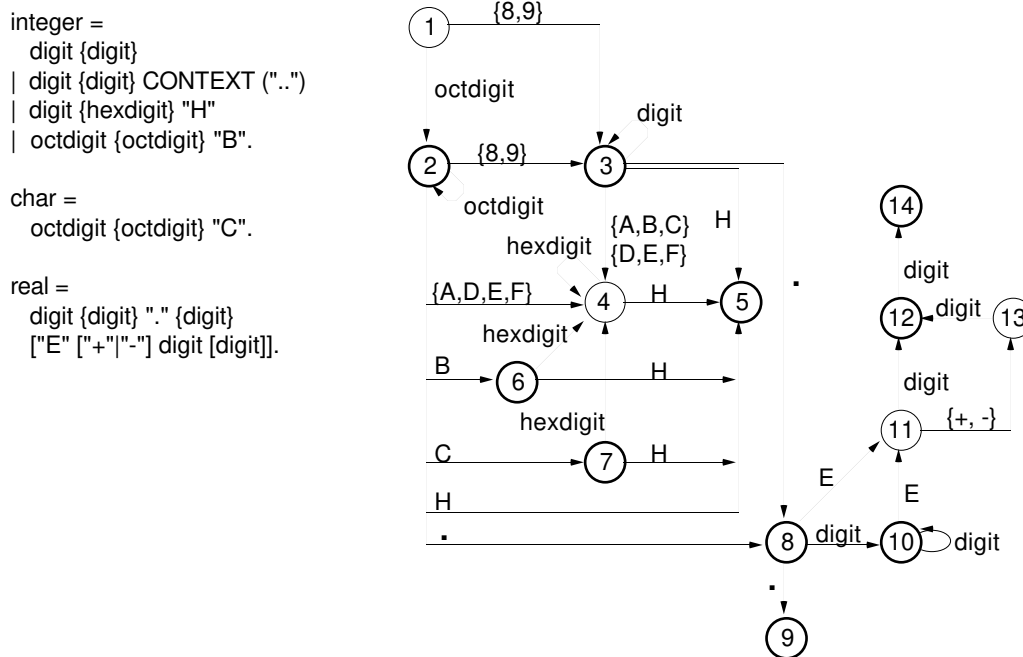 integer =
digit {digit}
| digit {digit} CONTEXT ("..")
| digit {hexdigit} "H"
| octdigit {octdigit} "B".
char =
octdigit {octdigit} "C".
real =
digit {digit} "." {digit}
["E" ["+"|"-"] digit [digit]].
1
{8,9}
octdigit
digit
2
{8,9}
3
octdigit
14
hexdigit
{A,B,C}
{D,E,F}
H
digit
.
{A,D,E,F}
4
H
5
12
digit
13
hexdigit
B
6
H
digit
hexdigit
11
{+, -}
C
7
H
E
E
H
.
8
digit
10
digit
.
9